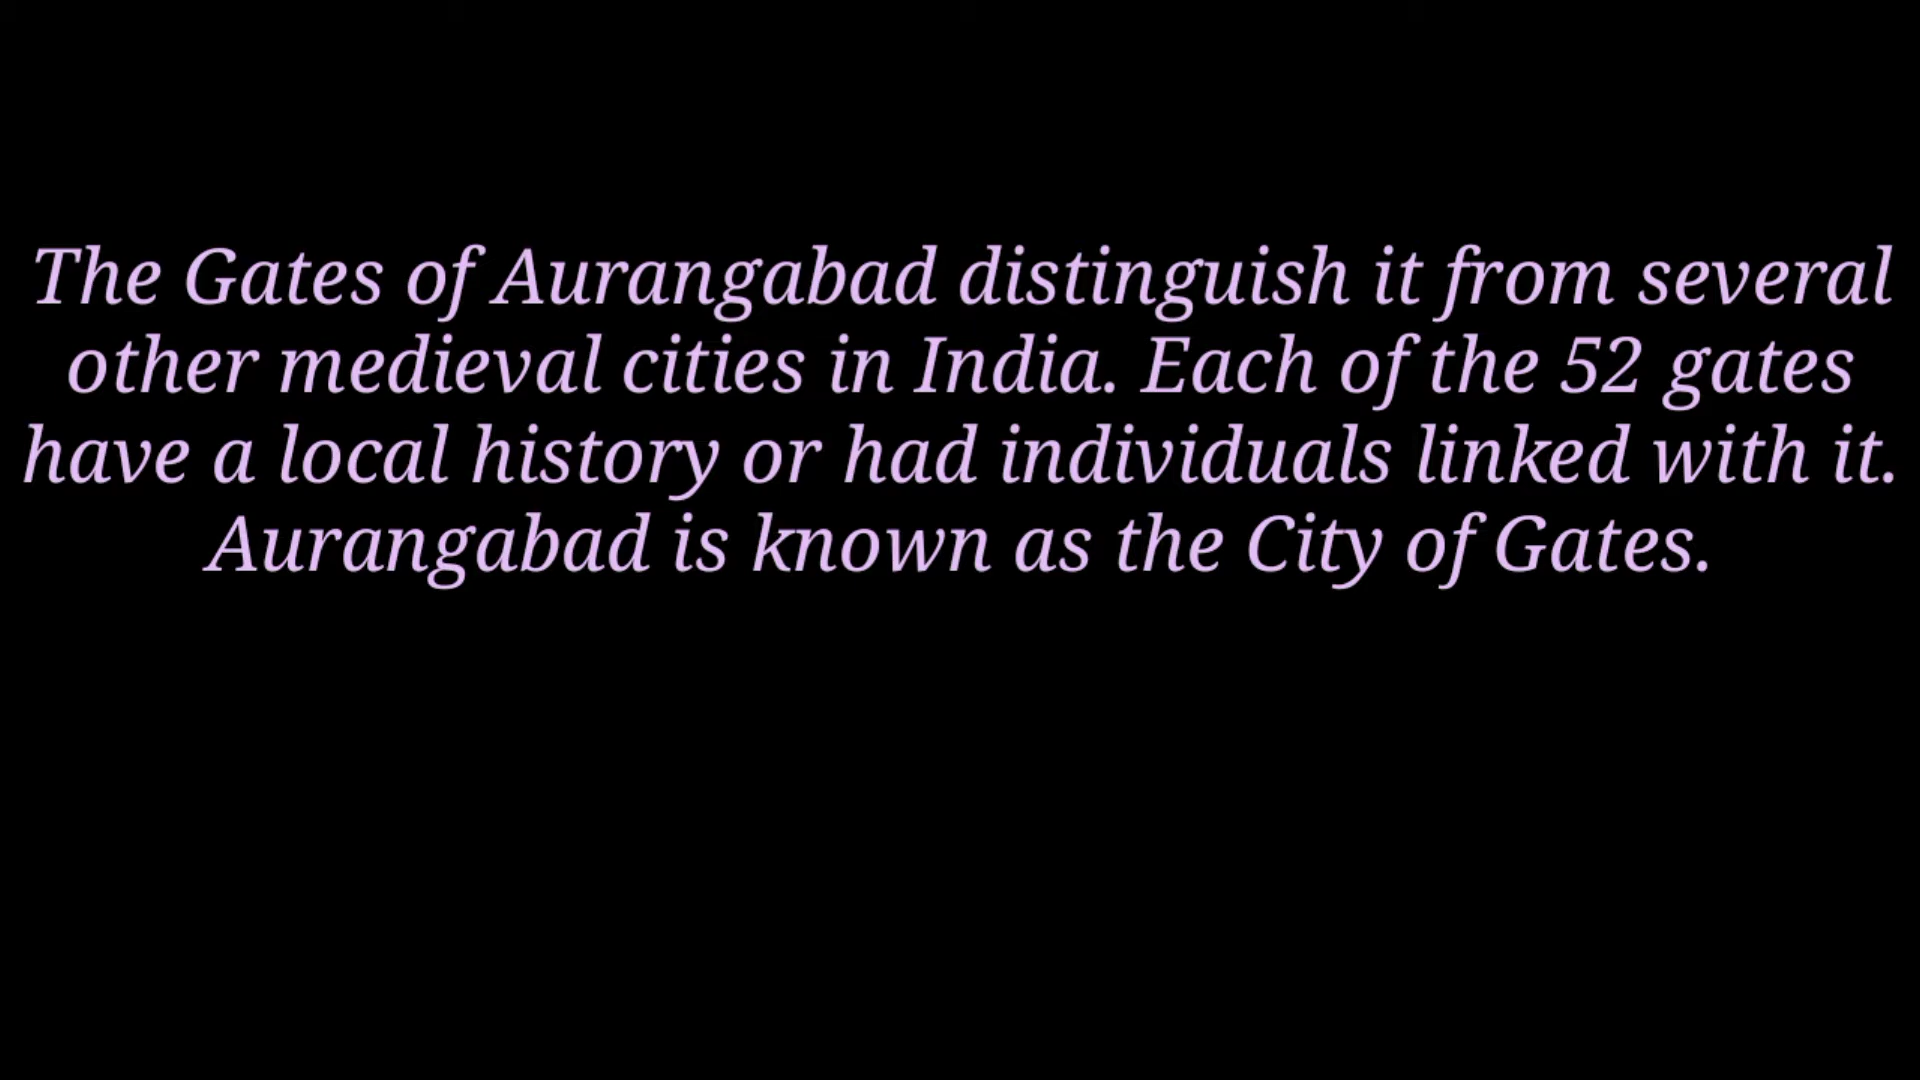 The Gates of Aurangabad distinguish it from several
other medieval cities in India. Each of the 52 gates
have a local history or had individuals linked with it.
Aurangabad is known as the City of Gates.